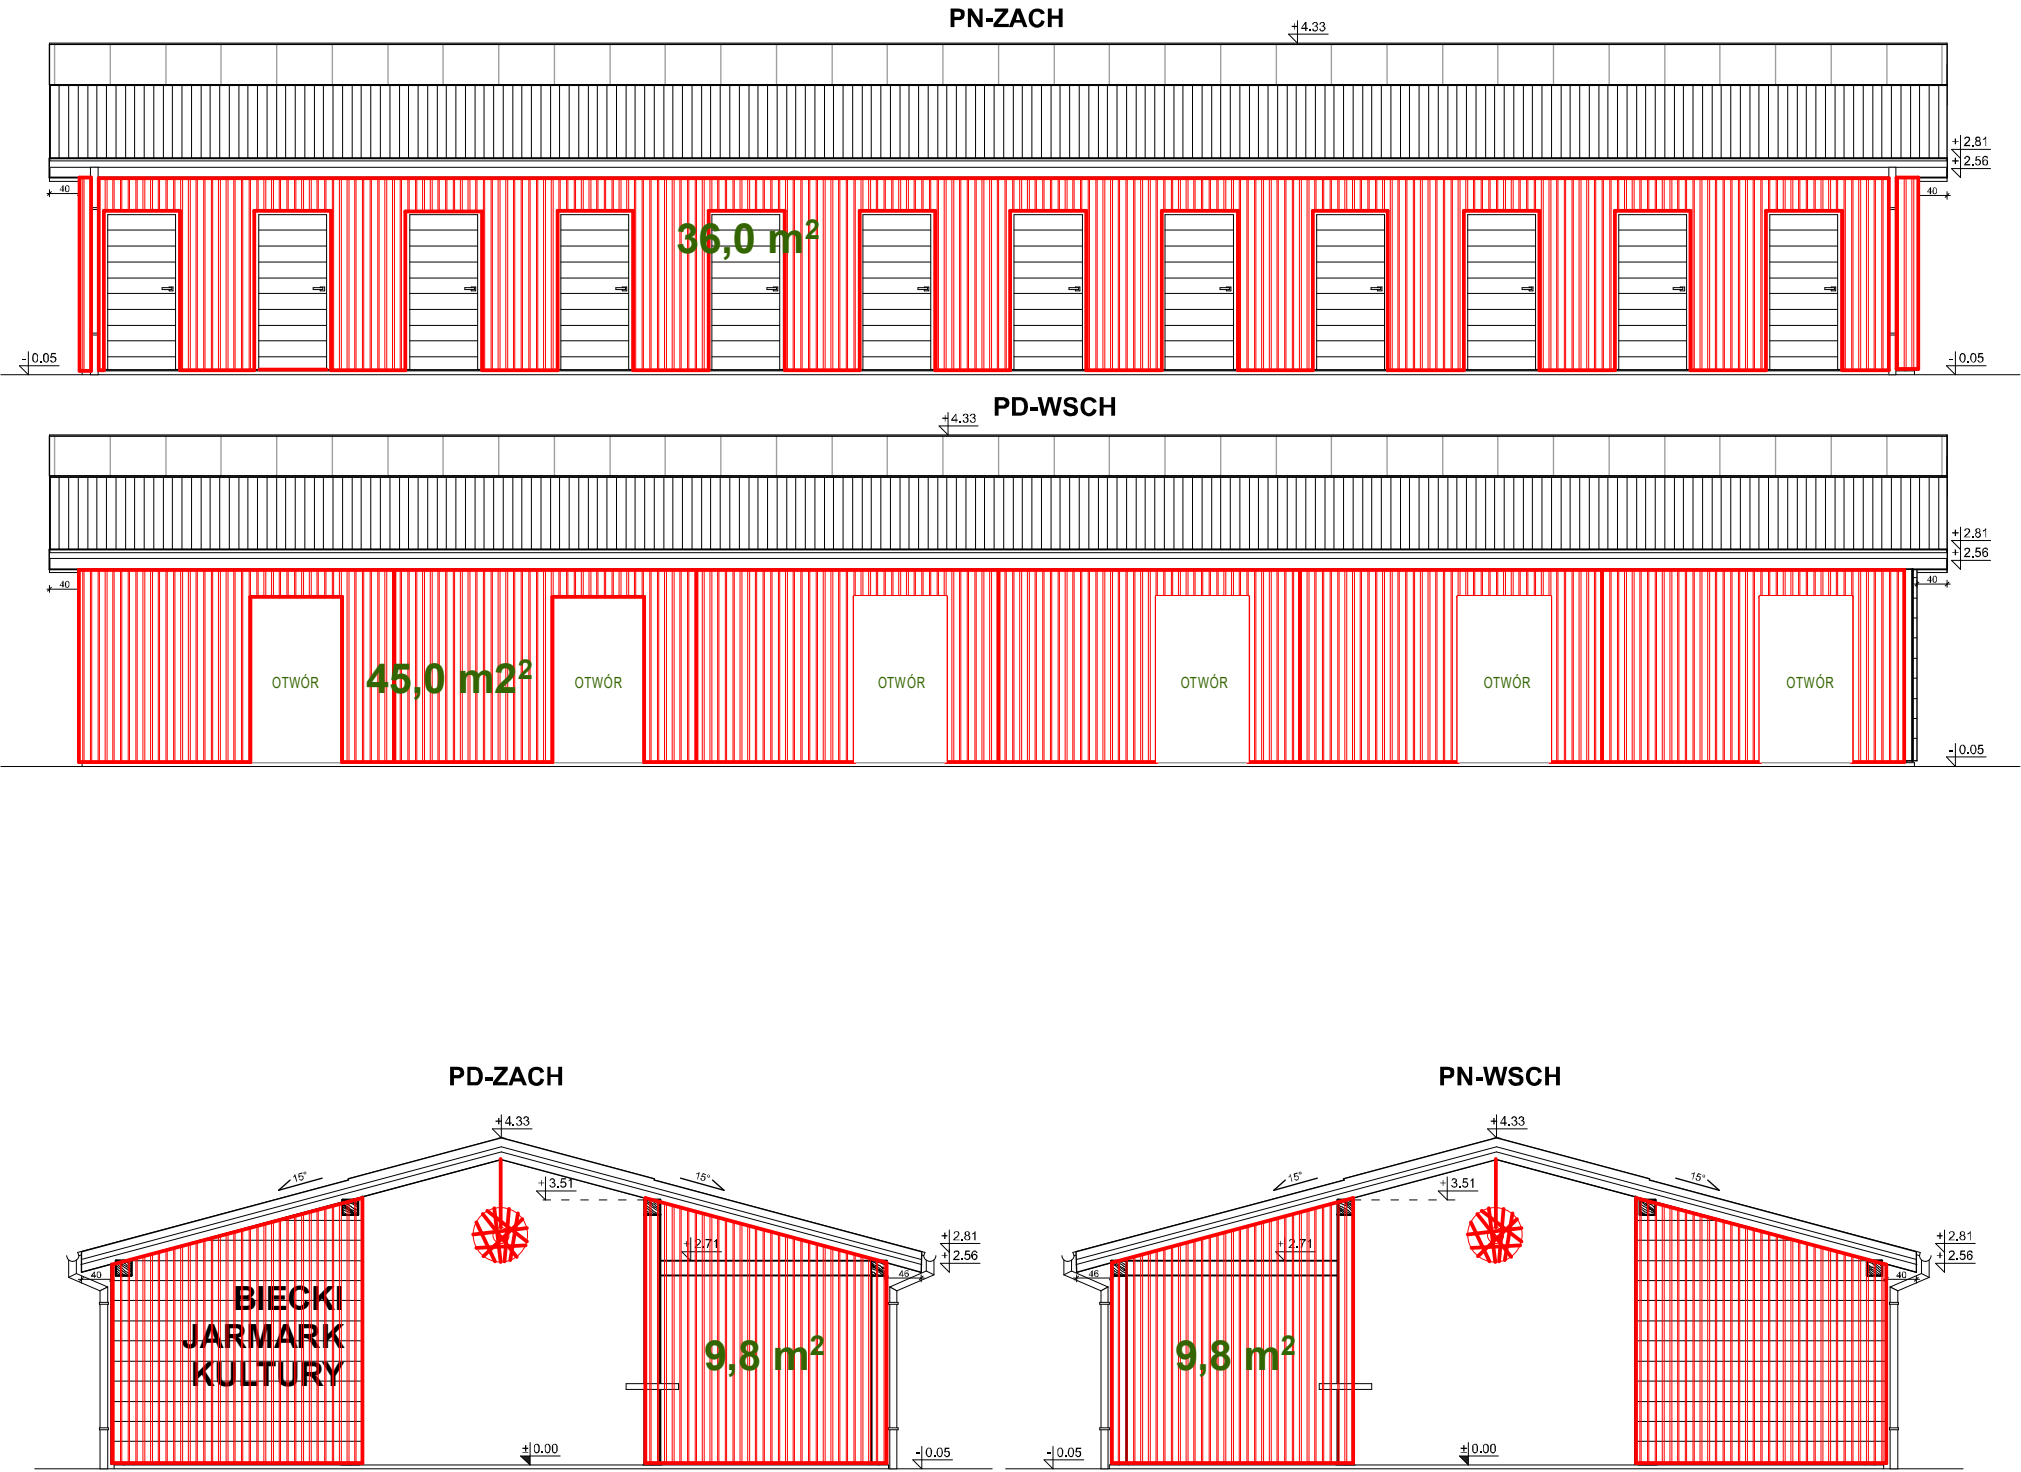 PN-ZACH
+4.33
+2.81
+2.56
40
40
36,0 m²
-0.05
-0.05
PD-WSCH
+4.33
+2.81
+2.56
40
40
45,0 m2²
OTWÓR
OTWÓR
OTWÓR
OTWÓR
OTWÓR
OTWÓR
-0.05
PD-ZACH
PN-WSCH
+4.33
15°
15°
+3.51
+2.71
+2.81
+2.56
40
46
BIECKI
JARMARK
KULTURY
9,8 m²
±0.00
-0.05
+4.33
15°
15°
+3.51
+2.71
+2.81
+2.56
46
40
9,8 m²
-0.05
±0.00